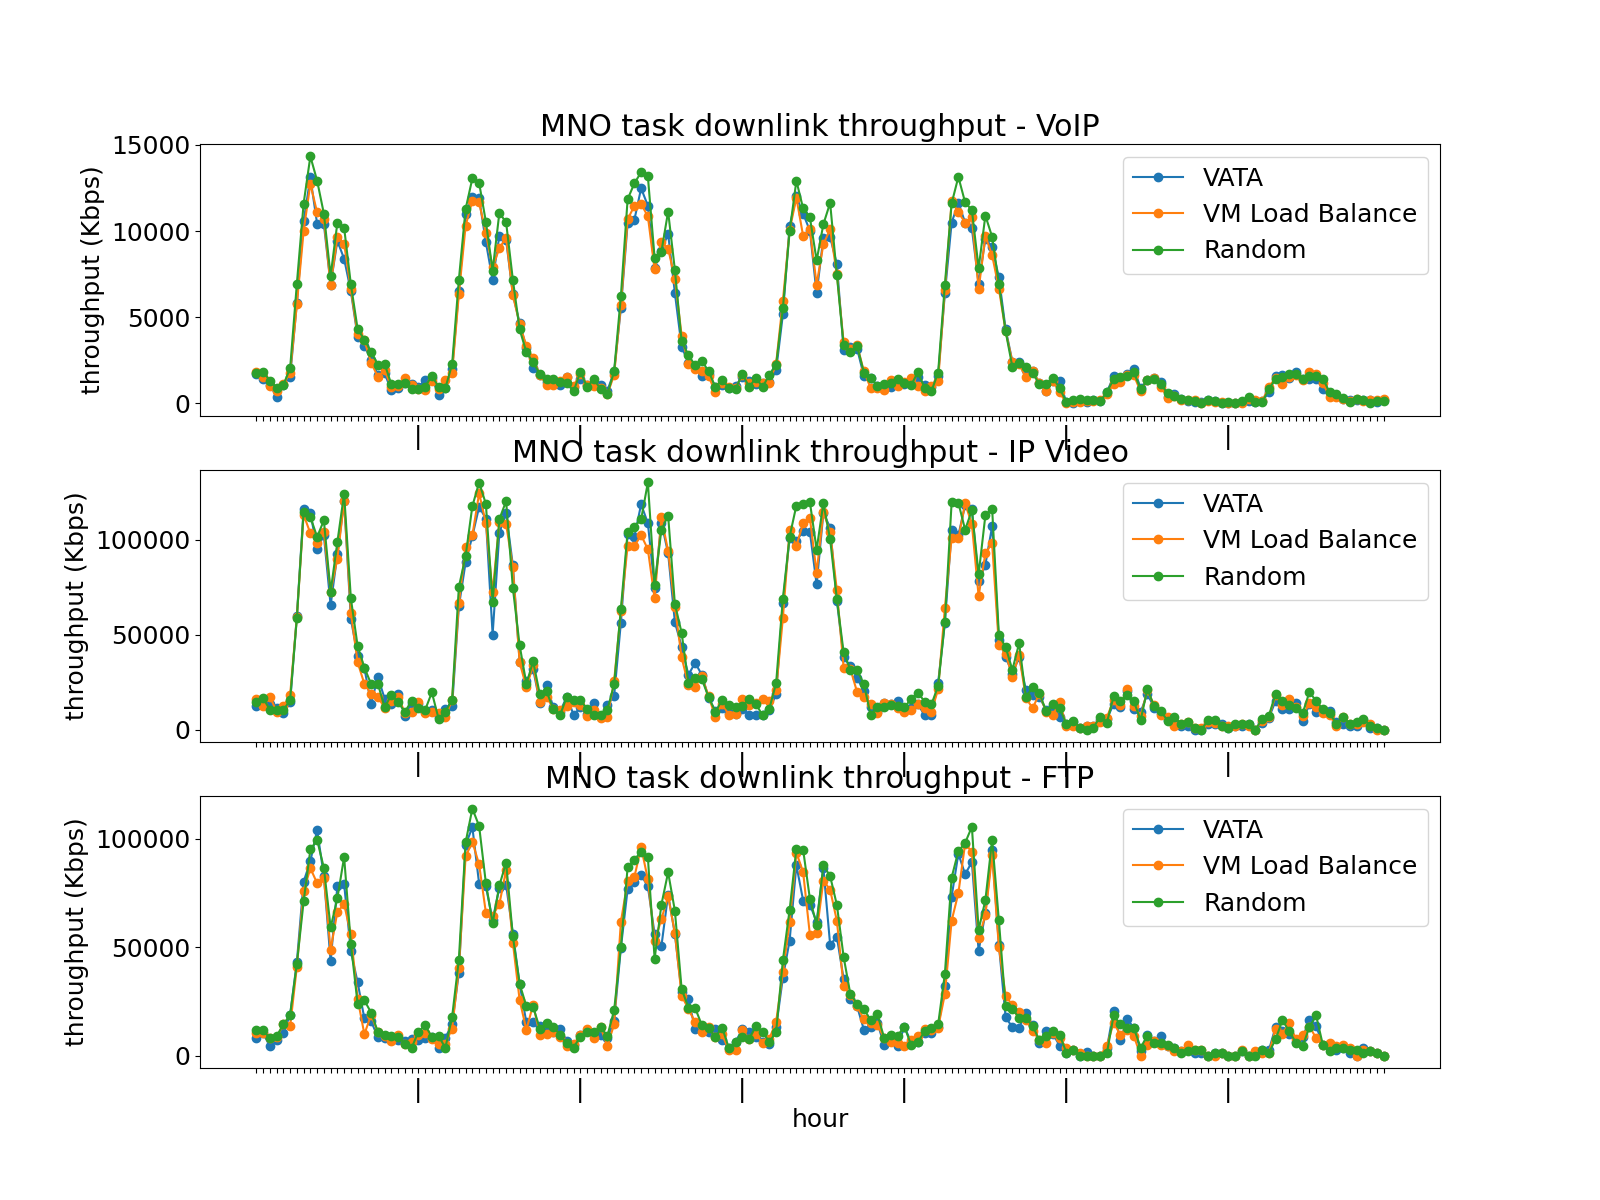 MNO task downlink throughput - VoIP
throughput (Kbps)
15000
10000
5000
0
VATA
VM Load Balance
Random
| | | | | |
MNO task downlink throughput - IP Video
throughput (Kbps)
100000
50000
0
VATA
VM Load Balance
Random
| | | | | |
MNO task downlink throughput - FTP
throughput (Kbps)
100000
50000
0
VATA
VM Load Balance
Random
| | | | | |
hour